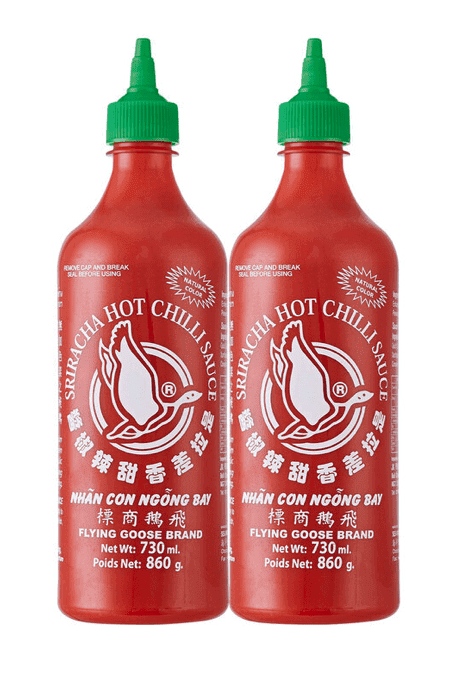 REMOVE CAP AND BREAK
SEAL BEFORE USING
NATURAL
COLOR
SRIRACHA HOT CHILLI SAUCE
®
醬椒辣甜香差拉是
NHÃN CON NGỖNG BAY
標商鵝飛
FLYING GOOSE BRAND
Net Wt: 730 ml.
Poids Net: 860 g.
REMOVE CAP AND BREAK
SEAL BEFORE USING
NATURAL
COLOR
SRIRACHA HOT CHILLI SAUCE
®
醬椒辣甜香差拉是
NHÃN CON NGỖNG BAY
標商鵝飛
FLYING GOOSE BRAND
Net Wt: 730 ml.
Poids Net: 860 g.